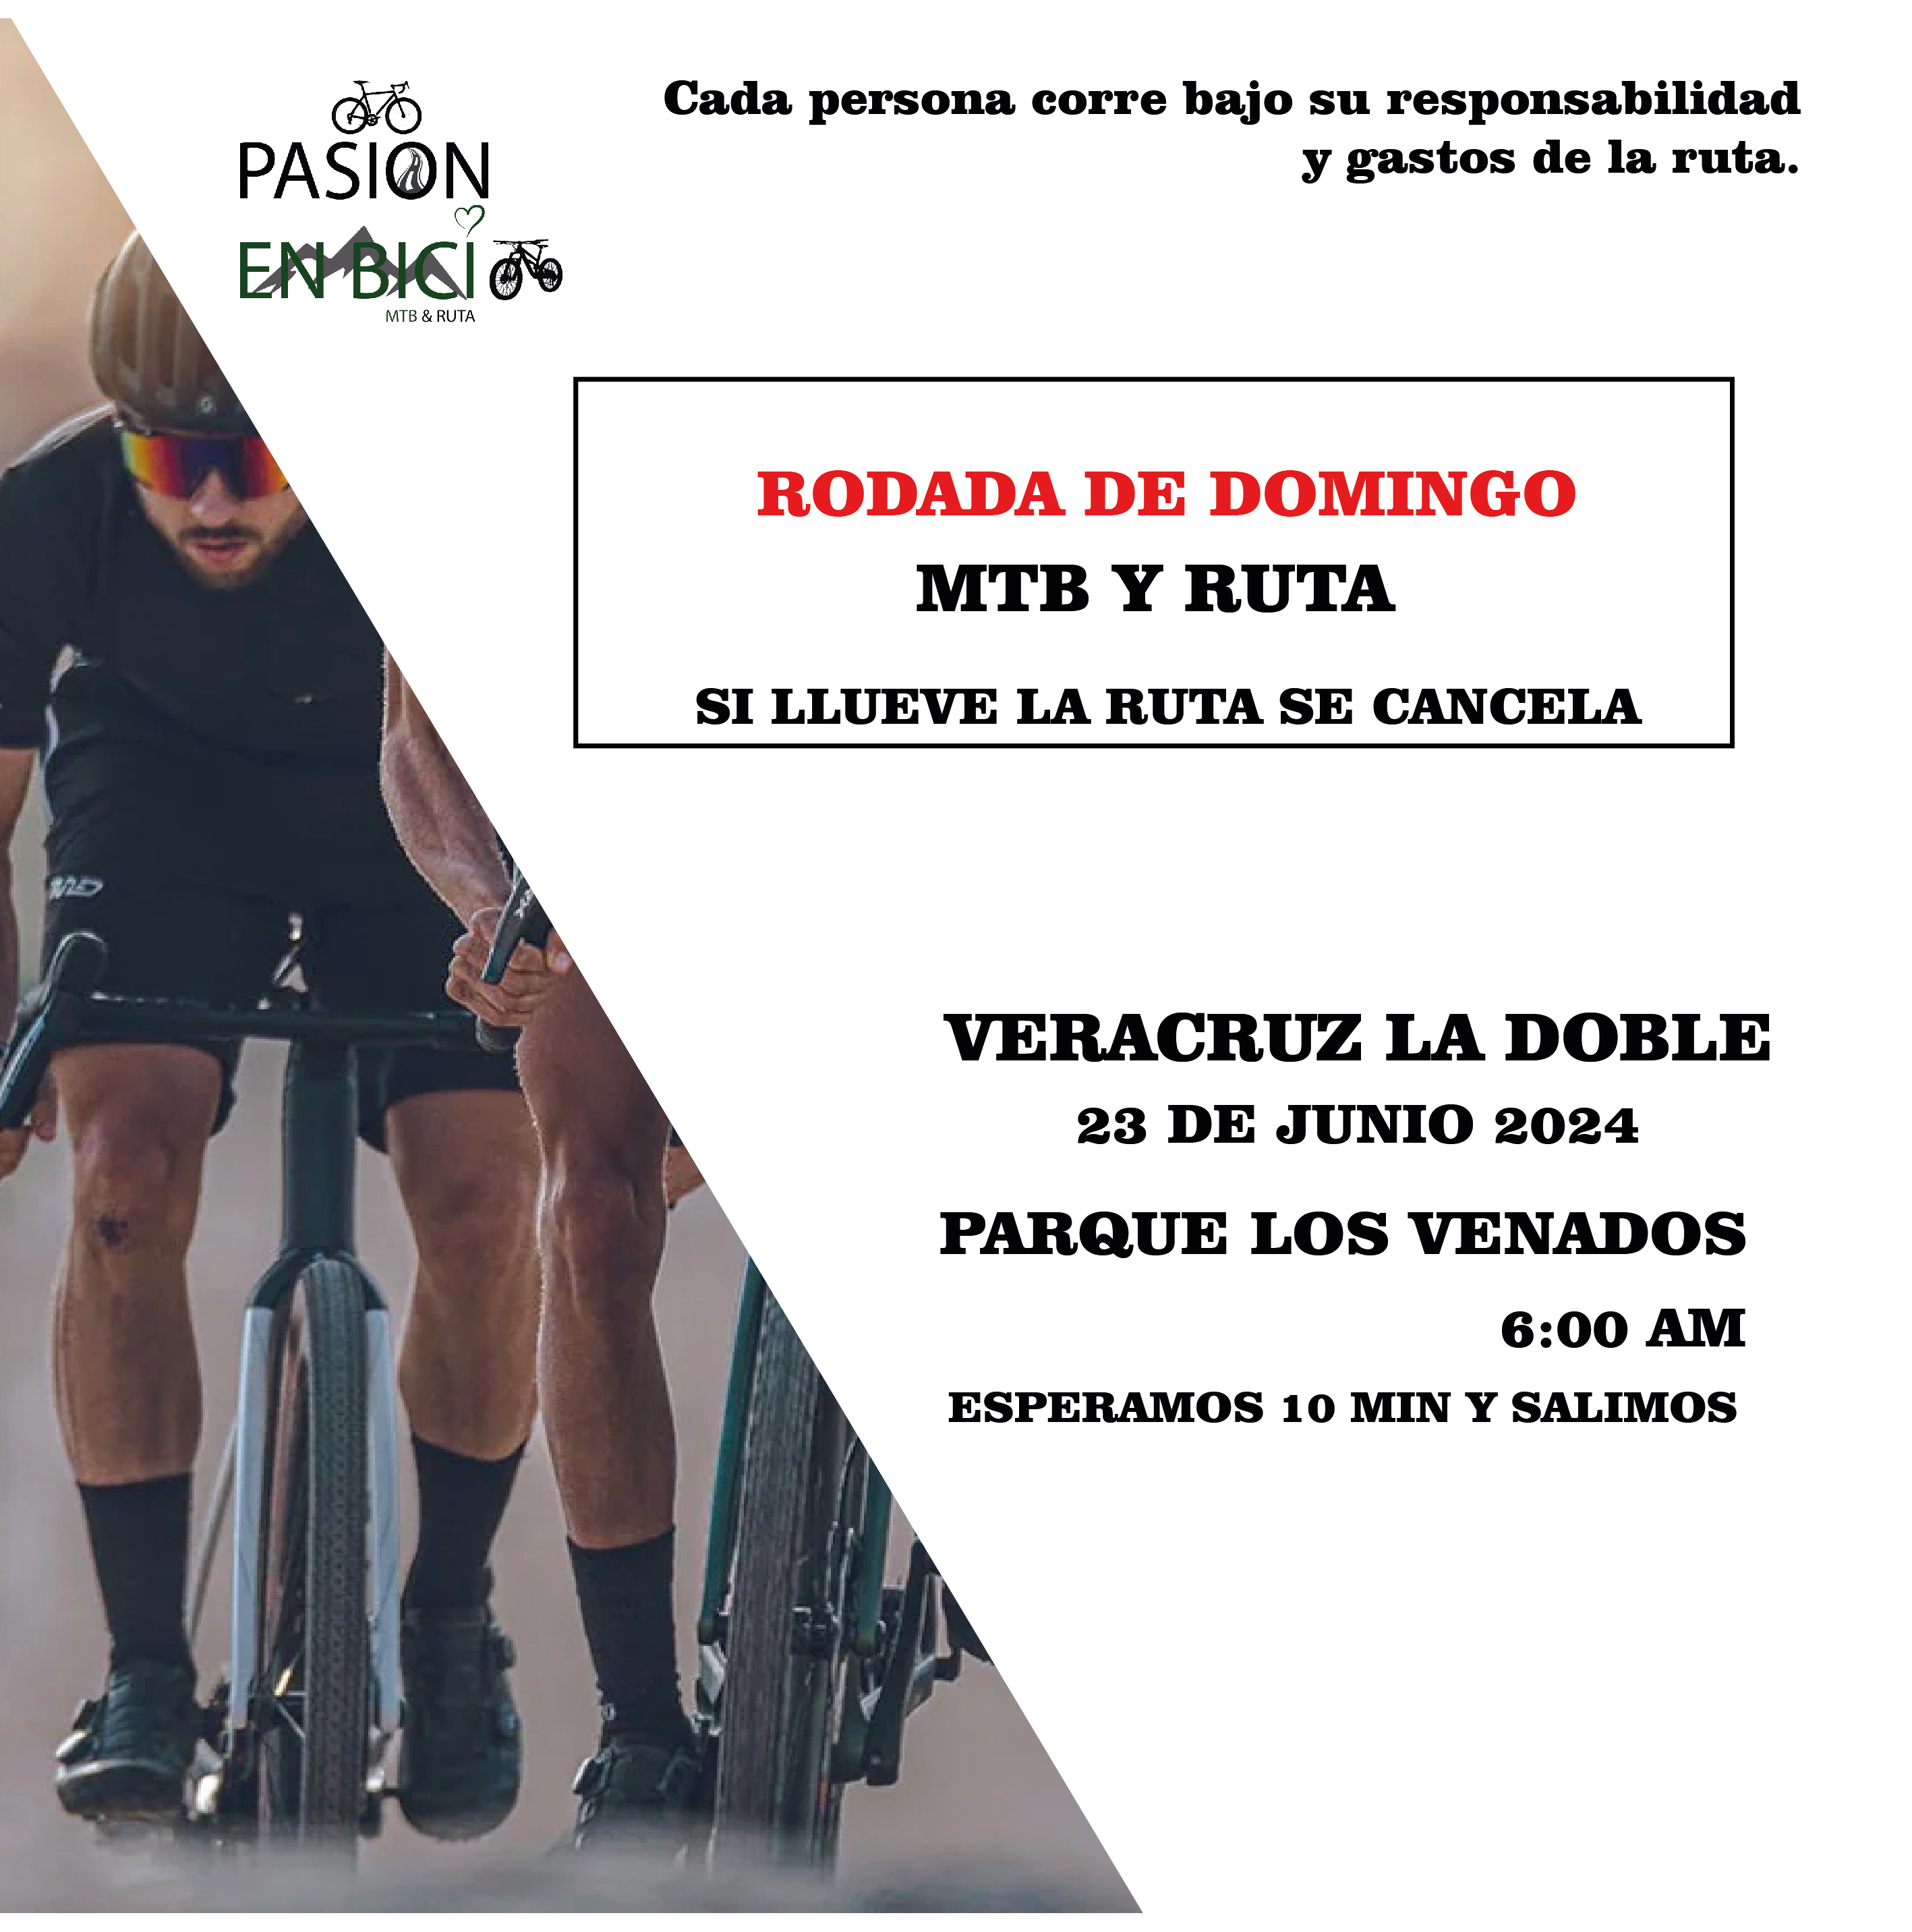 Cada persona corre bajo su responsabilidad
y gastos de la ruta.
PASION
EN BICI
MTB & RUTA
RODADA DE DOMINGO
MTB Y RUTA
SI LLUEVE LA RUTA SE CANCELA
VERACRUZ LA DOBLE
23 DE JUNIO 2024
PARQUE LOS VENADOS
6:00 AM
ESPERAMOS 10 MIN Y SALIMOS